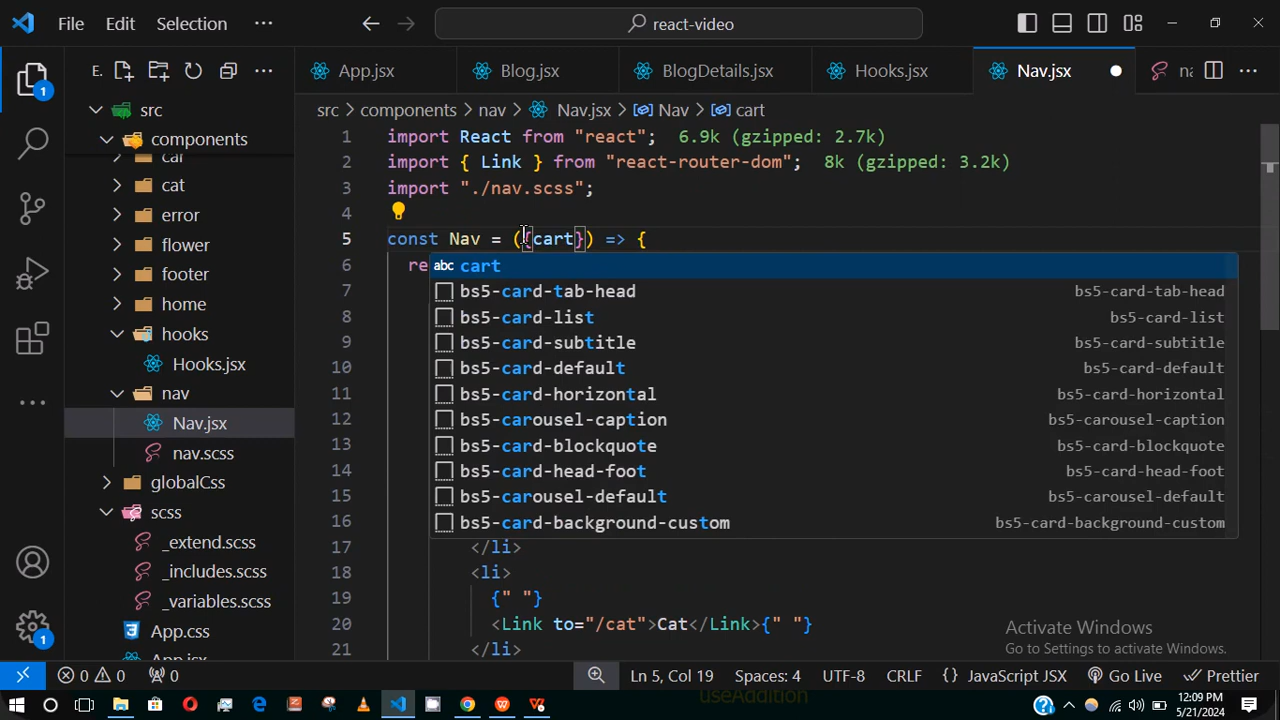 File Edit Selection ··· react-video
E. ···
App.jsx Blog.jsx BlogDetails.jsx Hooks.jsx Nav.jsx na ···
src > components > nav > Nav.jsx > Nav > cart
src
components
car
cat
error
flower
footer
home
hooks
Hooks.jsx
nav
Nav.jsx
nav.scss
globalCss
scss
_extend.scss
_includes.scss
_variables.scss
App.css
App.jsx
1 import React from "react"; 6.9k (gzipped: 2.7k)
2 import { Link } from "react-router-dom"; 8k (gzipped: 3.2k)
3 import "./nav.scss";
4
5 const Nav = ({cart}) => {
6 re
7
8
9
10
11
12
13
14
15
16
17 </li>
18 <li>
19 {" "}
20 <Link to="/cat">Cat</Link>{" "}
21 </li>
abc cart
bs5-card-tab-head bs5-card-tab-head
bs5-card-list bs5-card-list
bs5-card-subtitle bs5-card-subtitle
bs5-card-default bs5-card-default
bs5-card-horizontal bs5-card-horizontal
bs5-carousel-caption bs5-carousel-caption
bs5-card-blockquote bs5-card-blockquote
bs5-card-head-foot bs5-card-head-foot
bs5-carousel-default bs5-carousel-default
bs5-card-background-custom bs5-card-background-custom
1
1
Activate Windows
Go to Settings to activate Windows.
0 0 0 Ln 5, Col 19 Spaces: 4 UTF-8 CRLF {} JavaScript JSX Go Live Prettier
useAddition
12:09 PM
5/21/2024